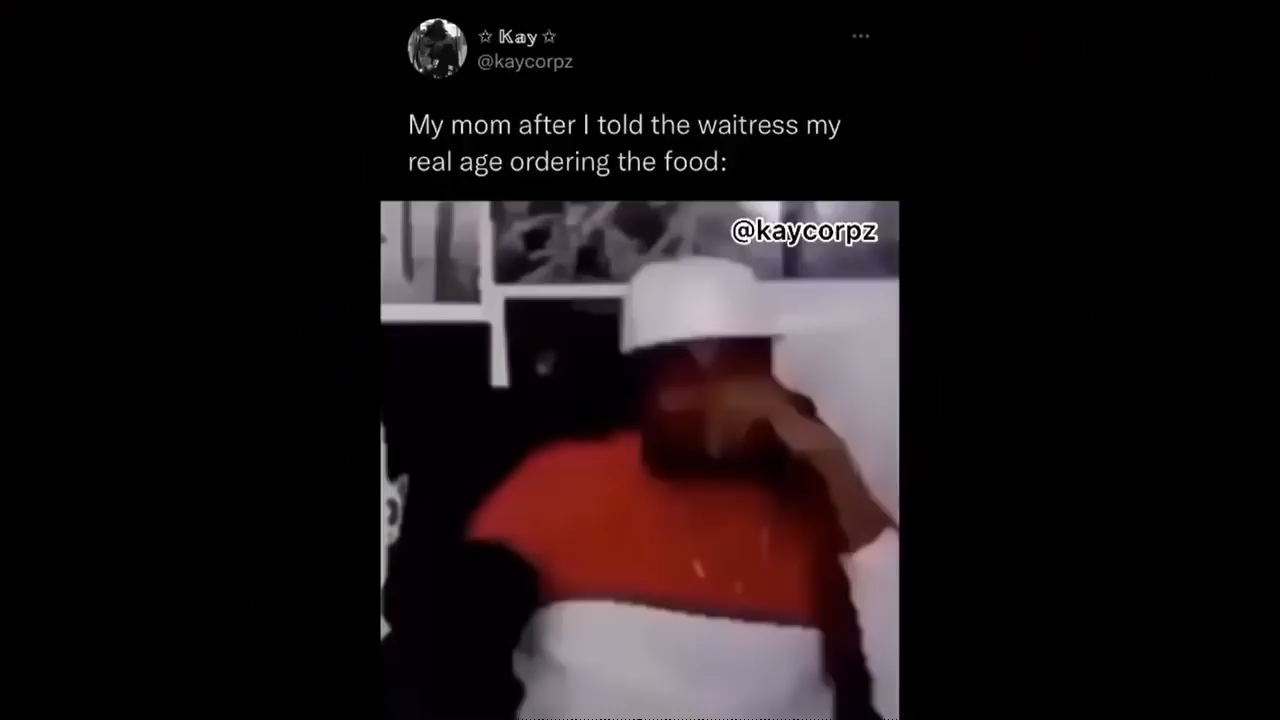 ☆ 𝕂𝕒𝕪 ☆
@kaycorpz
My mom after I told the waitress my
real age ordering the food:
@kaycorpz